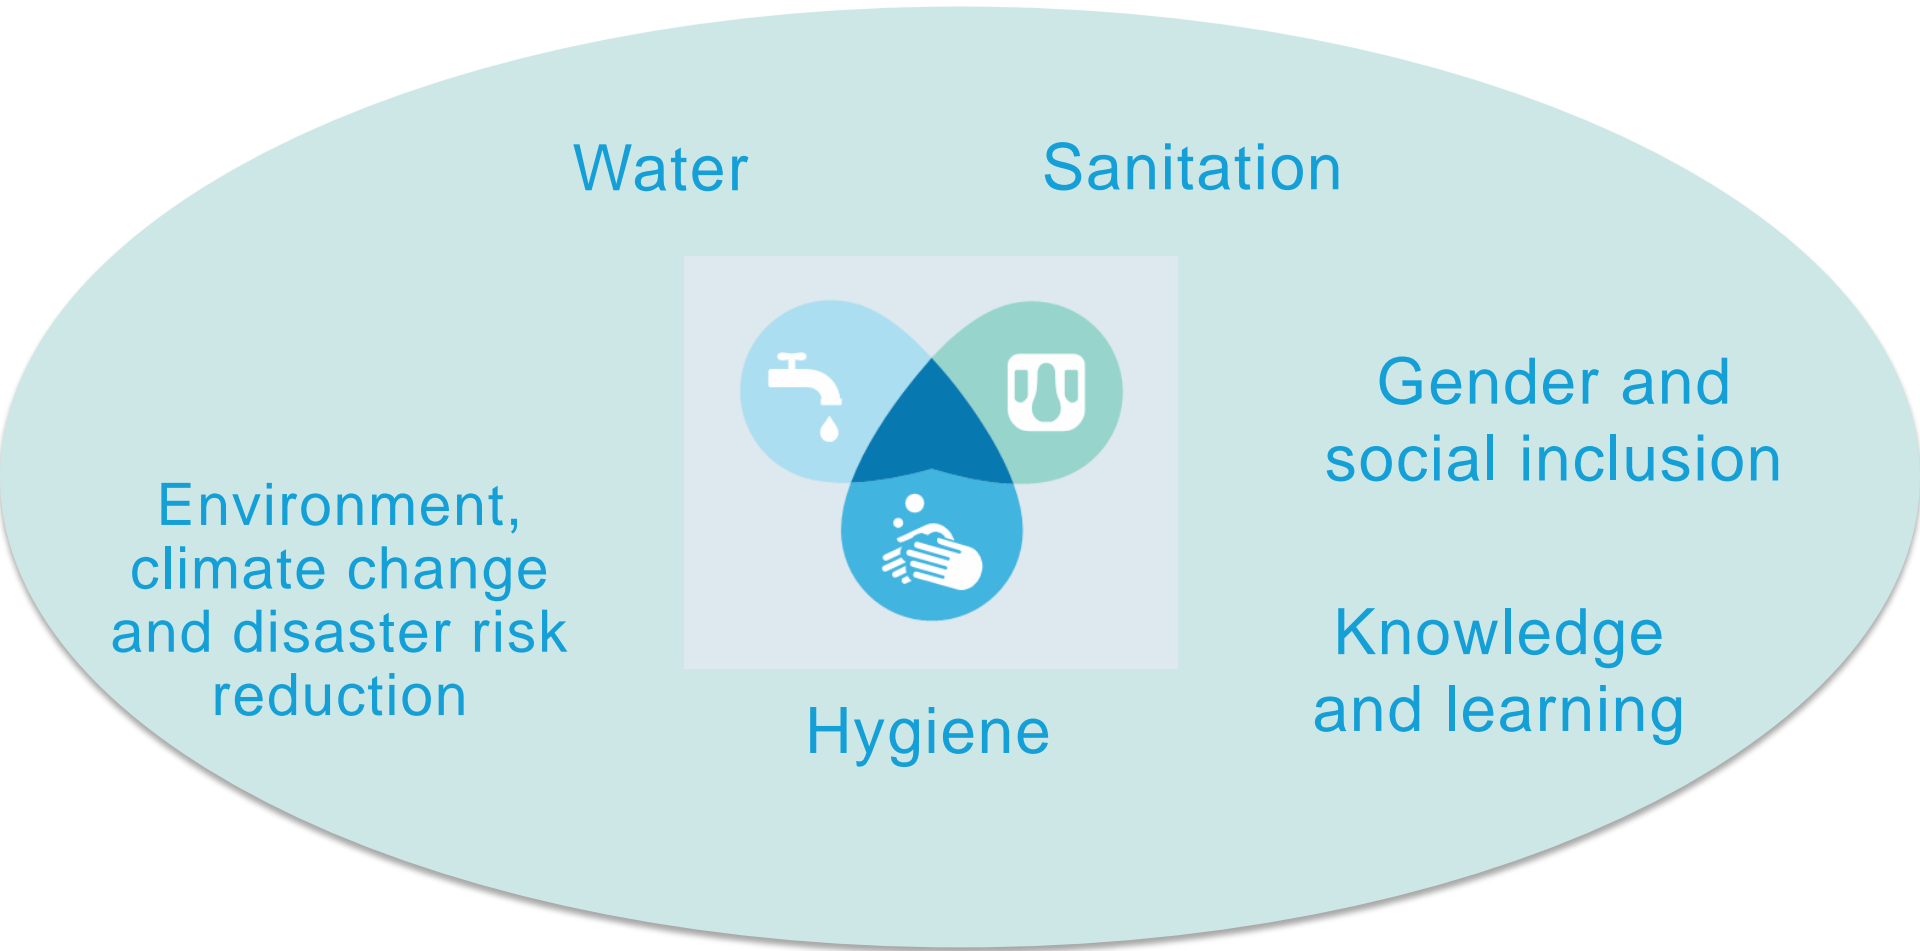 Water
Sanitation
Gender and
social inclusion
Environment,
climate change
and disaster risk
reduction
Knowledge
and learning
Hygiene